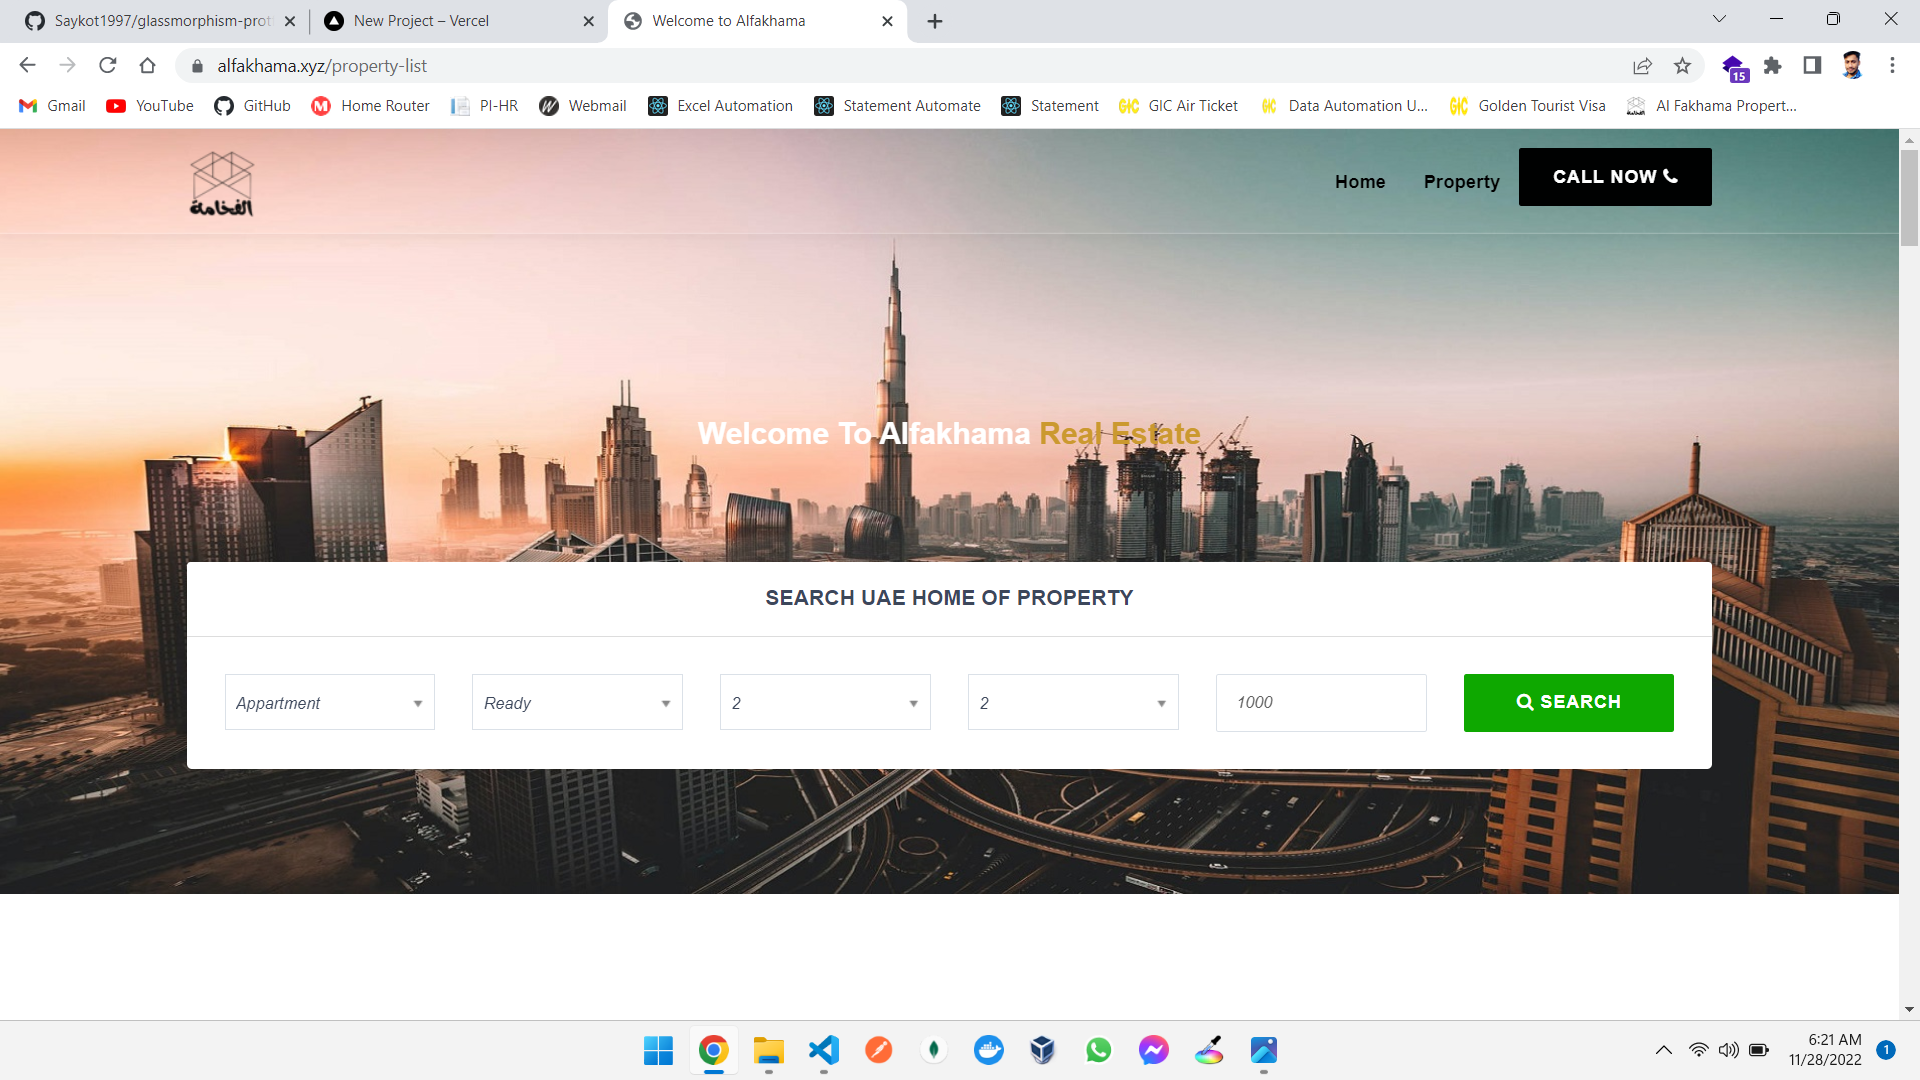 Saykot1997/glassmorphism-prot
New Project – Vercel
Welcome to Alfakhama
alfakhama.xyz/property-list
15
Gmail
YouTube
GitHub
Home Router
PI-HR
Webmail
Excel Automation
Statement Automate
Statement
GIC Air Ticket
Data Automation U...
Golden Tourist Visa
Al Fakhama Propert...
الفخامة
Home
Property
CALL NOW
Welcome To Alfakhama Real Estate
SEARCH UAE HOME OF PROPERTY
Appartment
Ready
2
2
1000
SEARCH
6:21 AM
11/28/2022
1